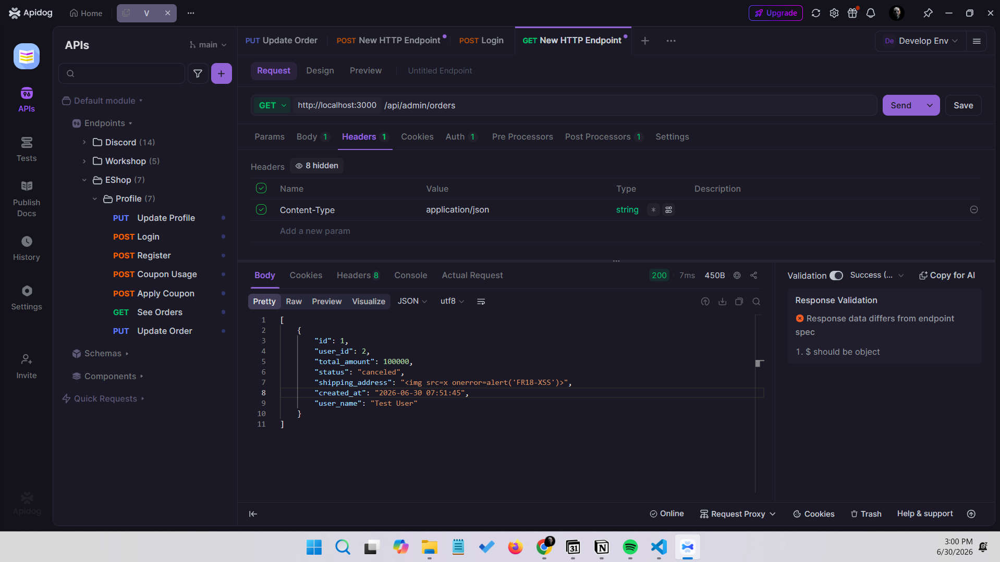 Apidog
Home
V
Upgrade
APIs
main
PUT Update Order
POST New HTTP Endpoint
POST Login
GET New HTTP Endpoint
De Develop Env
Request
Design
Preview
Untitled Endpoint
GET
http://localhost:3000
/api/admin/orders
Send
Save
Params
Body 1
Headers 1
Cookies
Auth 1
Pre Processors
Post Processors 1
Settings
Headers
8 hidden
Name
Value
Type
Description
Content-Type
application/json
string
*
Add a new param
APIs
Tests
Publish
Docs
History
Settings
Invite
Apidog
Default module
Endpoints
Discord (14)
Workshop (5)
EShop (7)
Profile (7)
PUT Update Profile
POST Login
POST Register
POST Coupon Usage
POST Apply Coupon
GET See Orders
PUT Update Order
Schemas
Components
Quick Requests
Body
Cookies
Headers 8
Console
Actual Request
200
7ms
450B
Pretty
Raw
Preview
Visualize
JSON
utf8
1 [
2 {
3 "id": 1,
4 "user_id": 2,
5 "total_amount": 100000,
6 "status": "canceled",
7 "shipping_address": "<img src=x onerror=alert('FR18-XSS')>",
8 "created_at": "2026-06-30 07:51:45",
9 "user_name": "Test User"
10 }
11 ]
Validation
Success (...
Copy for AI
Response Validation
Response data differs from endpoint
spec
1. $ should be object
Online
Request Proxy
Cookies
Trash
Help & support
31
3:00 PM
6/30/2026